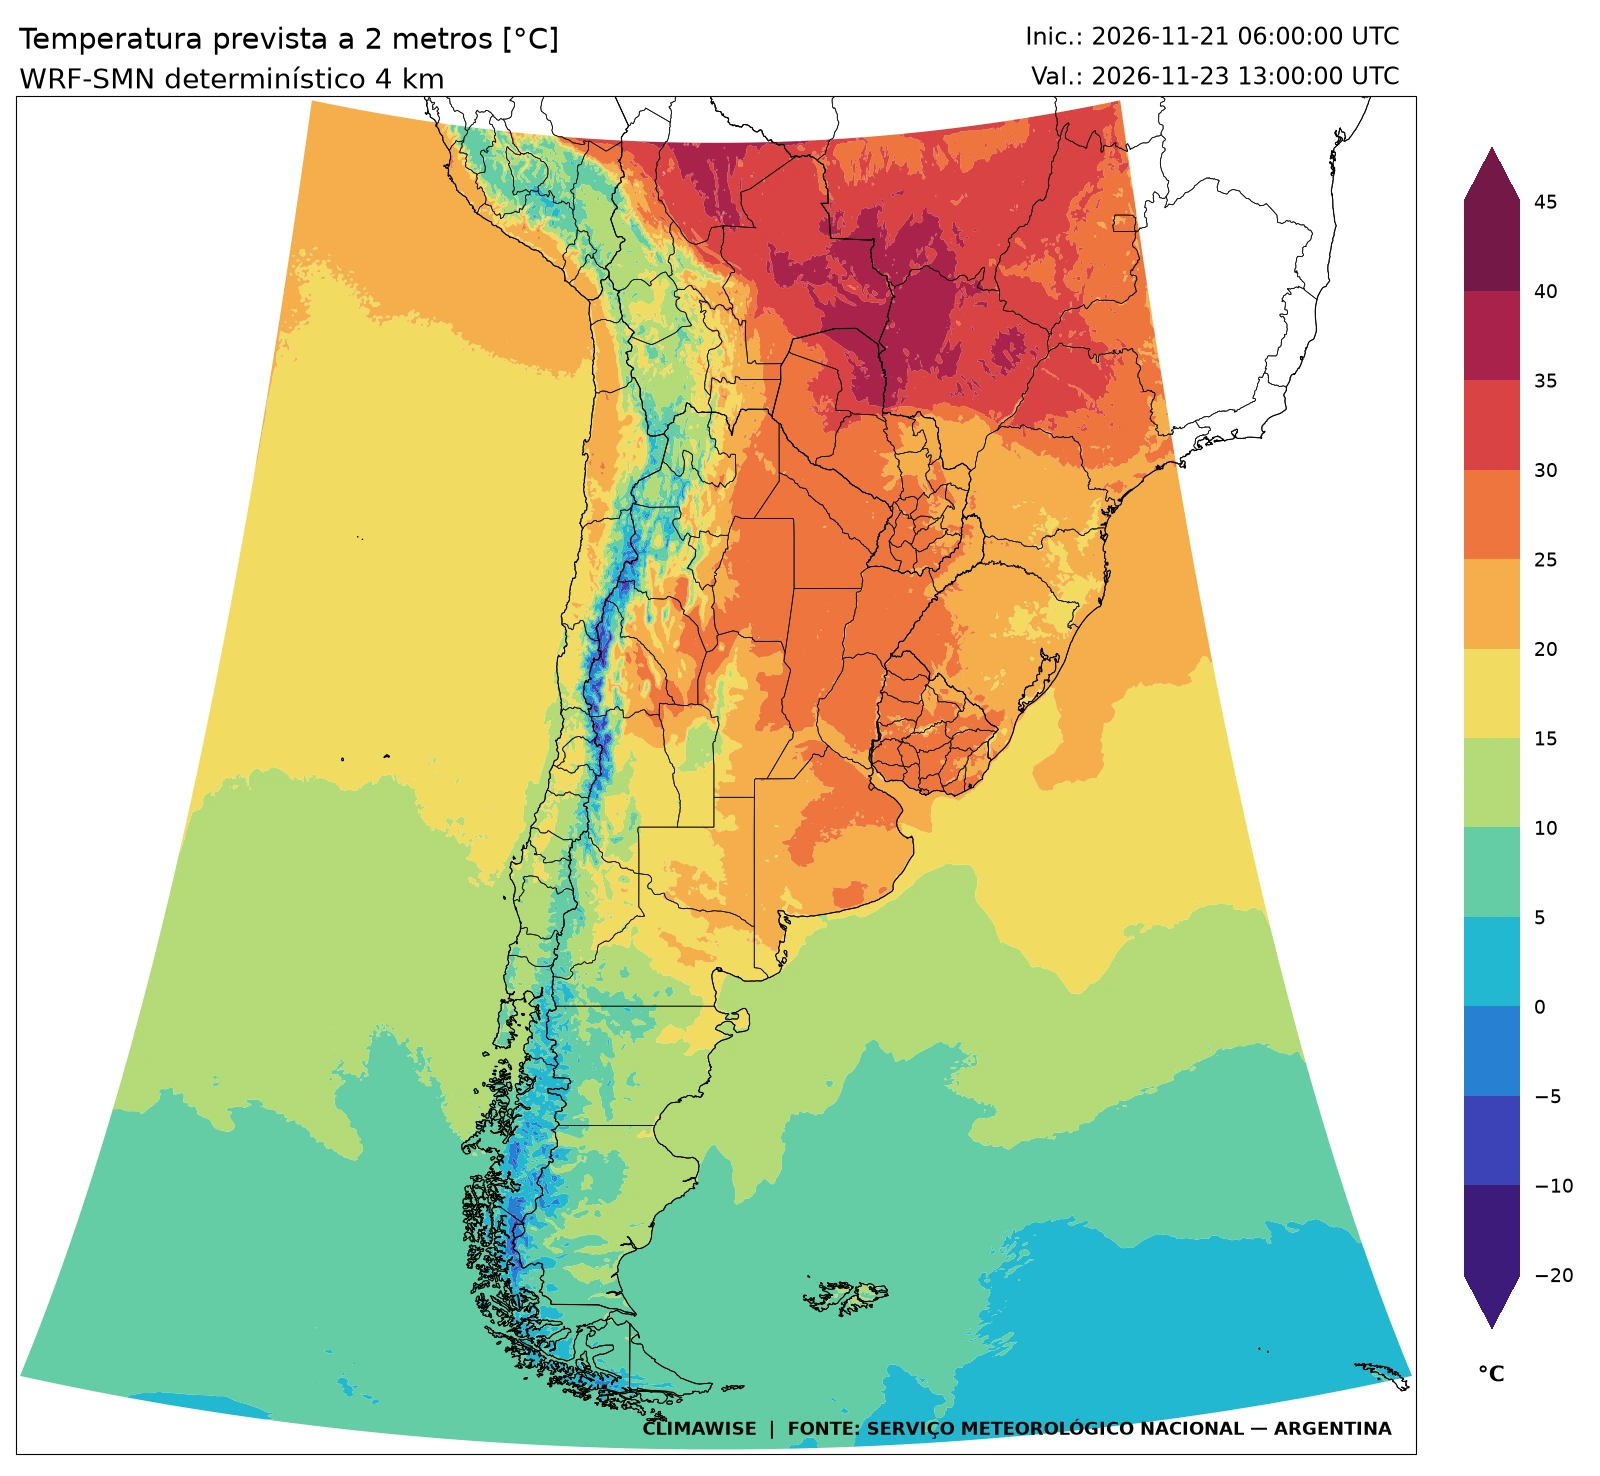 Temperatura prevista a 2 metros [°C]
WRF-SMN determinístico 4 km
Inic.: 2026-11-21 06:00:00 UTC
Val.: 2026-11-23 13:00:00 UTC
45
40
35
30
25
20
15
10
5
0
−5
−10
−20
°C
CLIMAWISE | FONTE: SERVIÇO METEOROLÓGICO NACIONAL — ARGENTINA